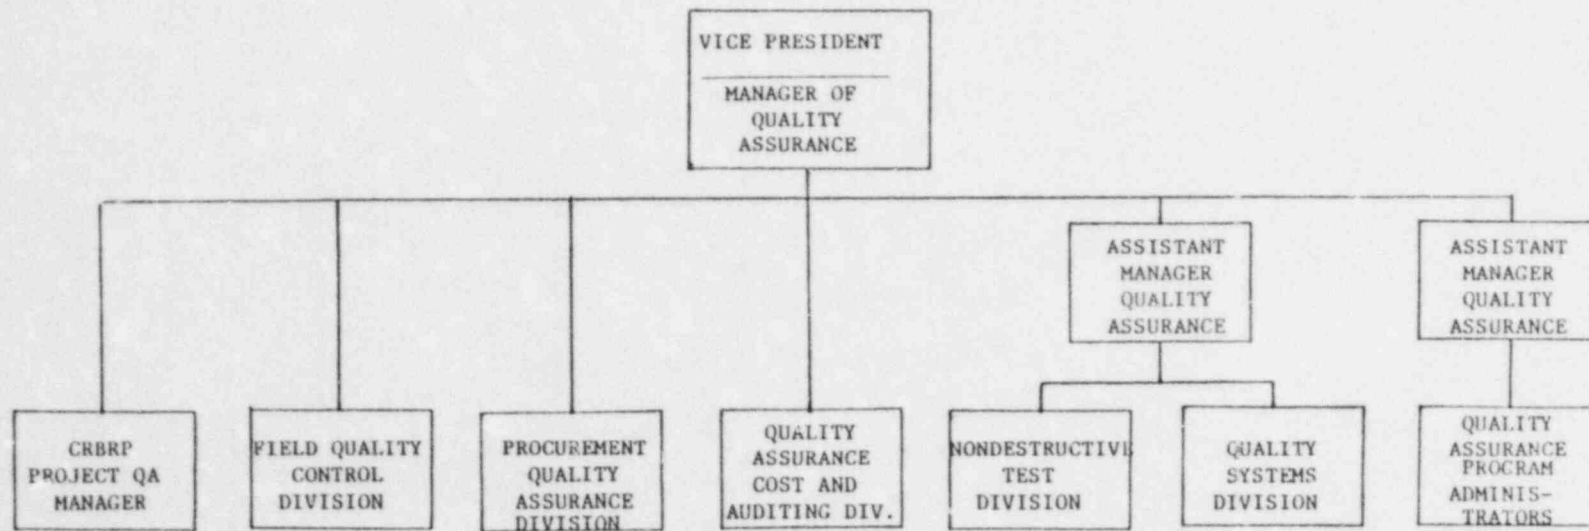 VICE PRESIDENT
MANAGER OF
QUALITY
ASSURANCE
ASSISTANT
MANAGER
QUALITY
ASSURANCE
ASSISTANT
MANAGER
QUALITY
ASSURANCE
CRBRP
PROJECT QA
MANAGER
FIELD QUALITY
CONTROL
DIVISION
PROCUREMENT
QUALITY
ASSURANCE
DIVISION
QUALITY
ASSURANCE
COST AND
AUDITING DIV.
NONDESTRUCTIVE
TEST
DIVISION
QUALITY
SYSTEMS
DIVISION
QUALITY
ASSURANCE
PROGRAM
ADMINIS-
TRATORS